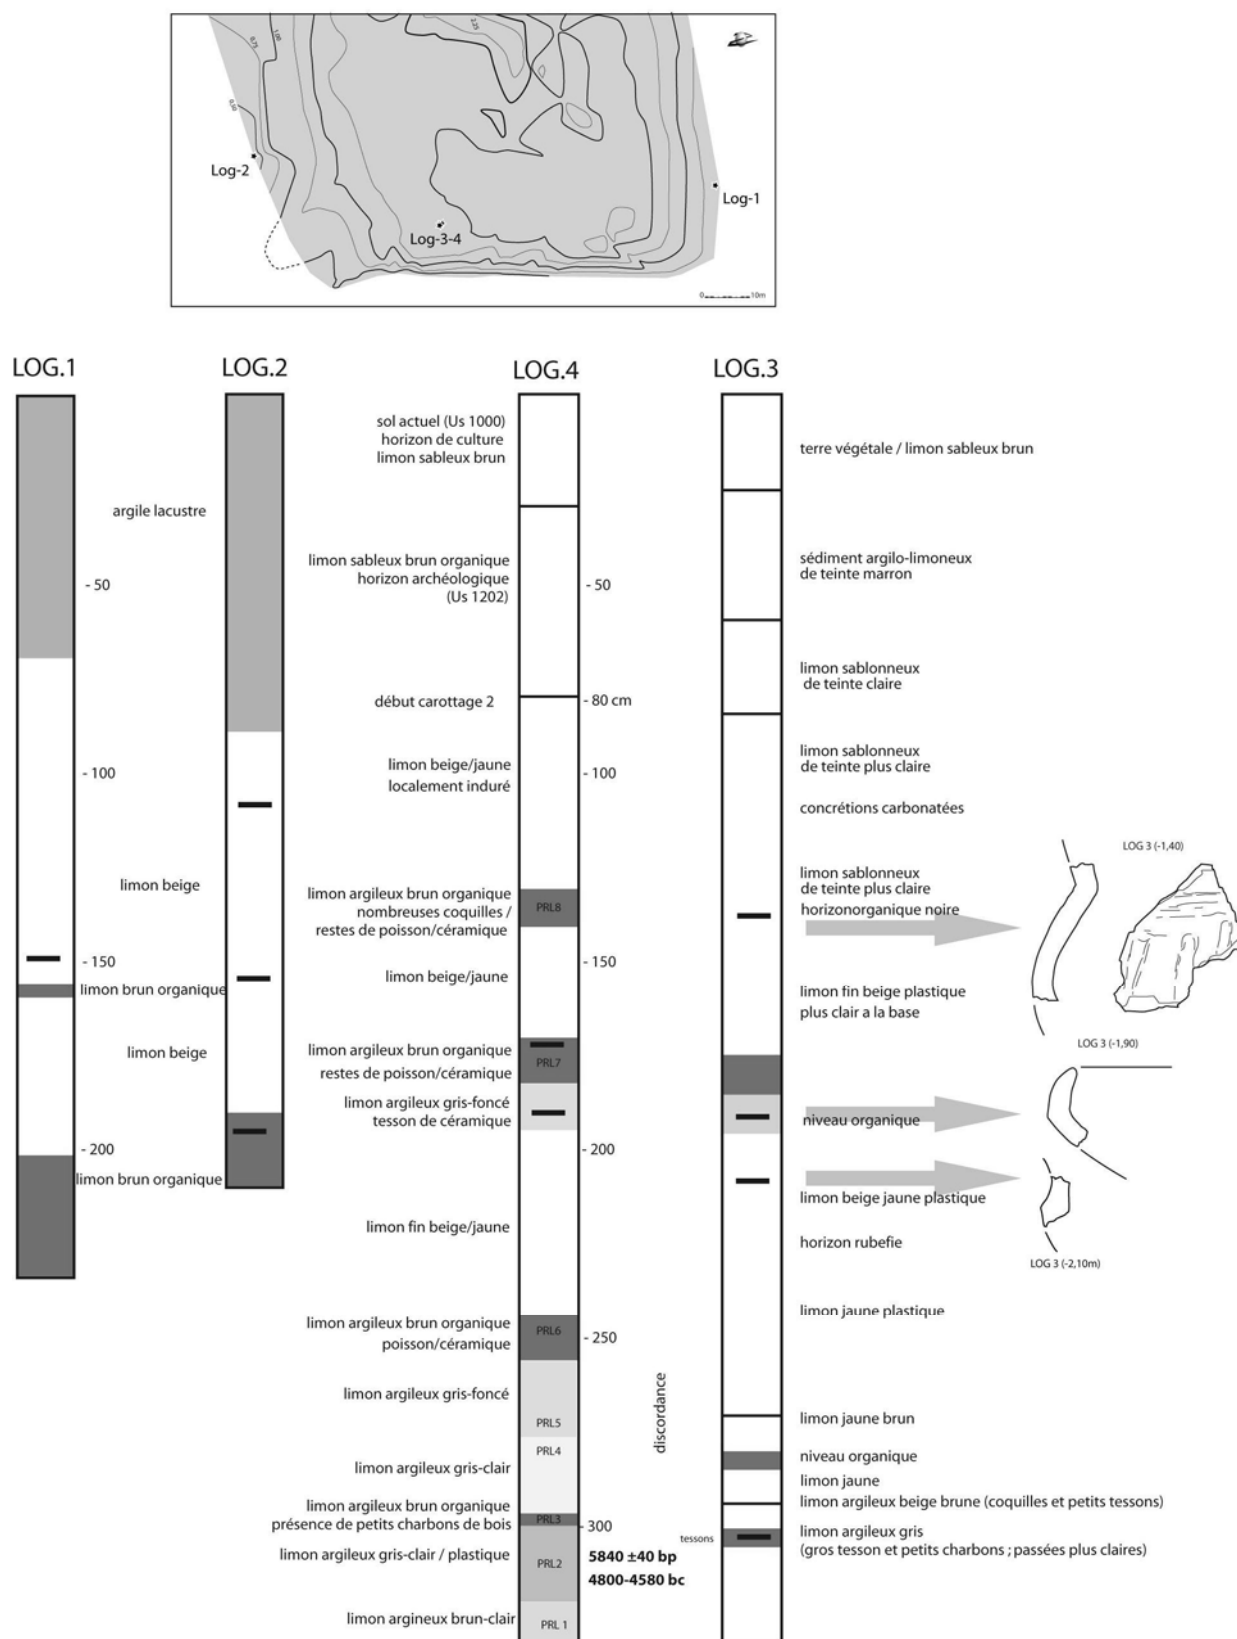 0,75
1,00
2,25
0,50
Log-2
Log-3-4
Log-1
0
10m
LOG.1
LOG.2
LOG.4
LOG.3
argile lacustre
- 50
- 100
limon beige
- 150
limon brun organique
limon beige
- 200
limon brun organique
sol actuel (Us 1000)
horizon de culture
limon sableux brun
limon sableux brun organique
horizon archéologique
(Us 1202)
début carottage 2
limon beige/jaune
localement induré
limon argileux brun organique
nombreuses coquilles /
restes de poisson/céramique
limon beige/jaune
limon argileux brun organique
restes de poisson/céramique
limon argileux gris-foncé
tesson de céramique
limon fin beige/jaune
limon argileux brun organique
poisson/céramique
limon argileux gris-foncé
limon argileux gris-clair
limon argileux brun organique
présence de petits charbons de bois
limon argileux gris-clair / plastique
limon argineux brun-clair
PRL8
PRL7
PRL6
PRL5
PRL4
PRL3
PRL2
PRL 1
- 50
- 80 cm
- 100
- 150
- 200
- 250
- 300
5840 ±40 bp
4800-4580 bc
discordance
tessons
terre végétale / limon sableux brun
sédiment argilo-limoneux
de teinte marron
limon sablonneux
de teinte claire
limon sablonneux
de teinte plus claire
concrétions carbonatées
limon sablonneux
de teinte plus claire
horizonorganique noire
limon fin beige plastique
plus clair a la base
niveau organique
limon beige jaune plastique
horizon rubefie
limon jaune plastique
limon jaune brun
niveau organique
limon jaune
limon argileux beige brune (coquilles et petits tessons)
limon argileux gris
(gros tesson et petits charbons ; passées plus claires)
LOG 3 (-1,40)
LOG 3 (-1,90)
LOG 3 (-2,10m)